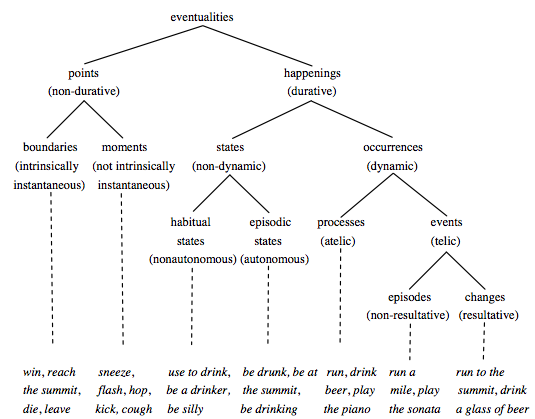 eventualities
points
(non-durative)
happenings
(durative)
boundaries
(intrinsically
instantaneous)
moments
(not intrinsically
instantaneous)
states
(non-dynamic)
occurrences
(dynamic)
habitual
states
(nonautonomous)
episodic
states
(autonomous)
processes
(atelic)
events
(telic)
episodes
(non-resultative)
changes
(resultative)
win, reach
the summit,
die, leave
sneeze,
flash, hop,
kick, cough
use to drink,
be a drinker,
be silly
be drunk, be at
the summit,
be drinking
run, drink
beer, play
the piano
run a
mile, play
the sonata
run to the
summit, drink
a glass of beer